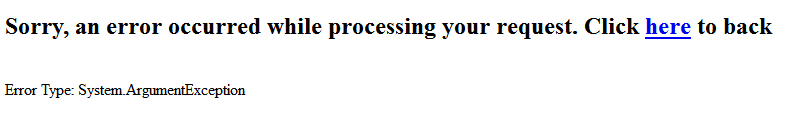 Sorry, an error occurred while processing your request. Click here to back
Error Type: System.ArgumentException